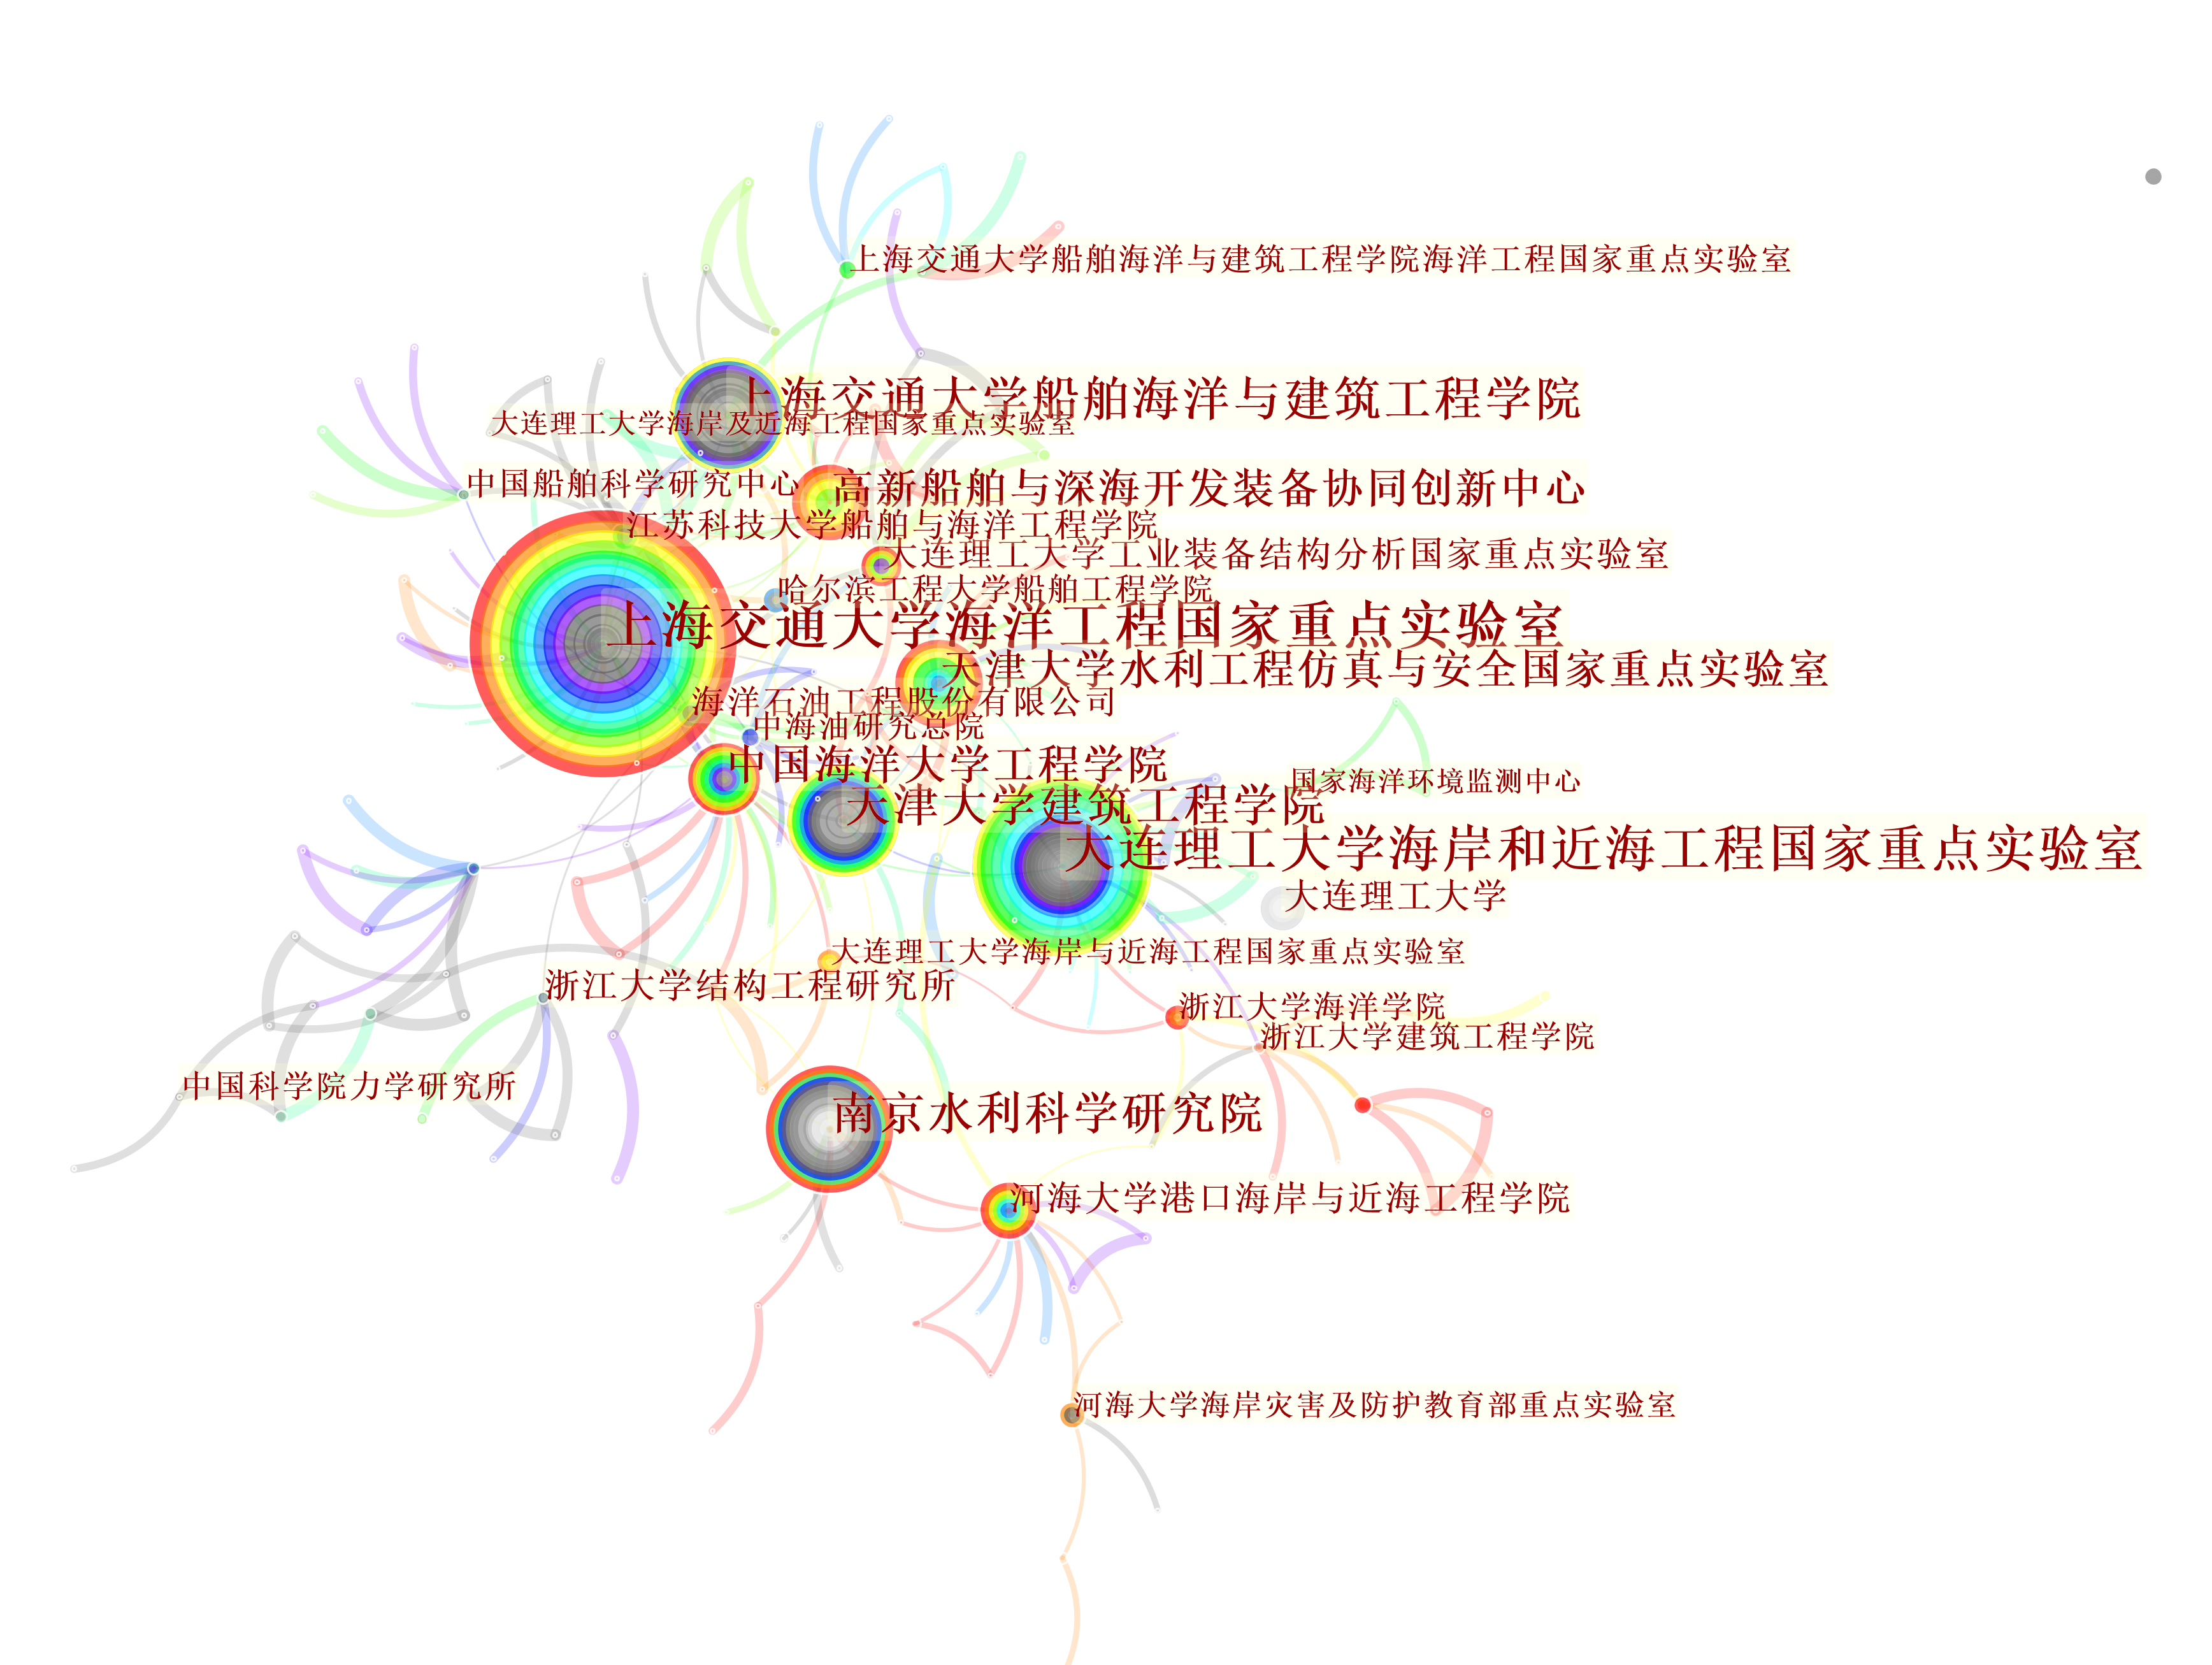 上海交通大学船舶海洋与建筑工程学院海洋工程国家重点实验室
上海交通大学船舶海洋与建筑工程学院
大连理工大学海岸及近海工程国家重点实验室
中国船舶科学研究中心
高新船舶与深海开发装备协同创新中心
江苏科技大学船舶与海洋工程学院
大连理工大学工业装备结构分析国家重点实验室
哈尔滨工程大学船舶工程学院
上海交通大学海洋工程国家重点实验室
天津大学水利工程仿真与安全国家重点实验室
海洋石油工程股份有限公司
中海油研究总院
中国海洋大学工程学院
国家海洋环境监测中心
天津大学建筑工程学院
大连理工大学海岸和近海工程国家重点实验室
大连理工大学
大连理工大学海岸与近海工程国家重点实验室
浙江大学结构工程研究所
浙江大学海洋学院
浙江大学建筑工程学院
中国科学院力学研究所
南京水利科学研究院
河海大学港口海岸与近海工程学院
河海大学海岸灾害及防护教育部重点实验室